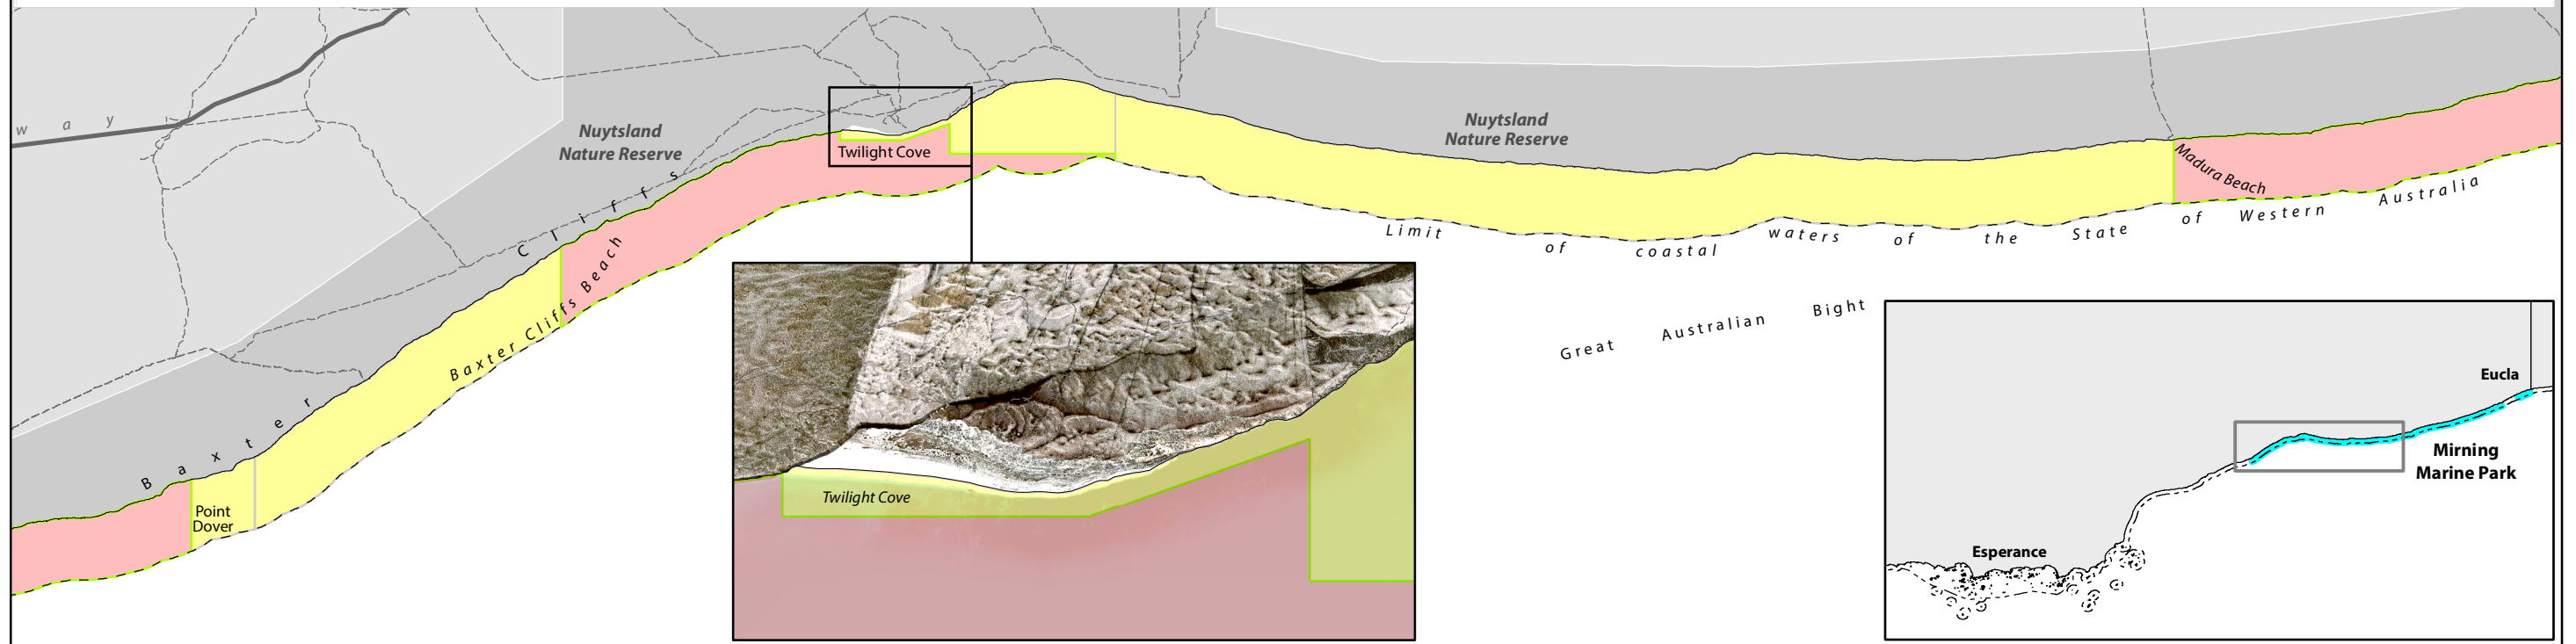 w a y
Nuytsland
Nature Reserve
Twilight Cove
Nuytsland
Nature Reserve
Madura Beach
Baxter Cliffs
Baxter Cliffs Beach
Point
Dover
Limit of coastal waters of the State of Western Australia
Great Australian Bight
Twilight Cove
Eucla
Mirning
Marine Park
Esperance